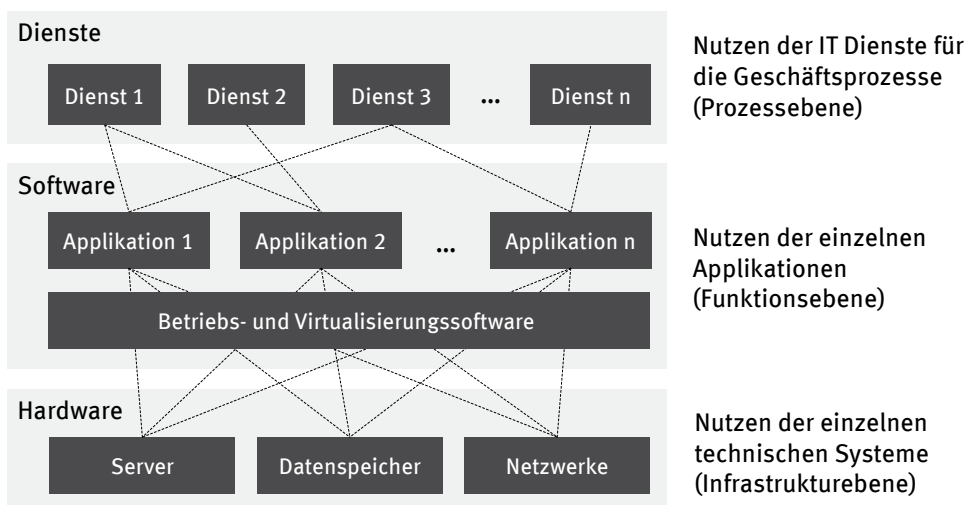 Dienste
Dienst 1 Dienst 2 Dienst 3 ... Dienst n
Nutzen der IT Dienste für
die Geschäftsprozesse
(Prozessebene)
Software
Applikation 1 Applikation 2 ... Applikation n
Betriebs- und Virtualisierungssoftware
Nutzen der einzelnen
Applikationen
(Funktionsebene)
Hardware
Server Datenspeicher Netzwerke
Nutzen der einzelnen
technischen Systeme
(Infrastrukturebene)